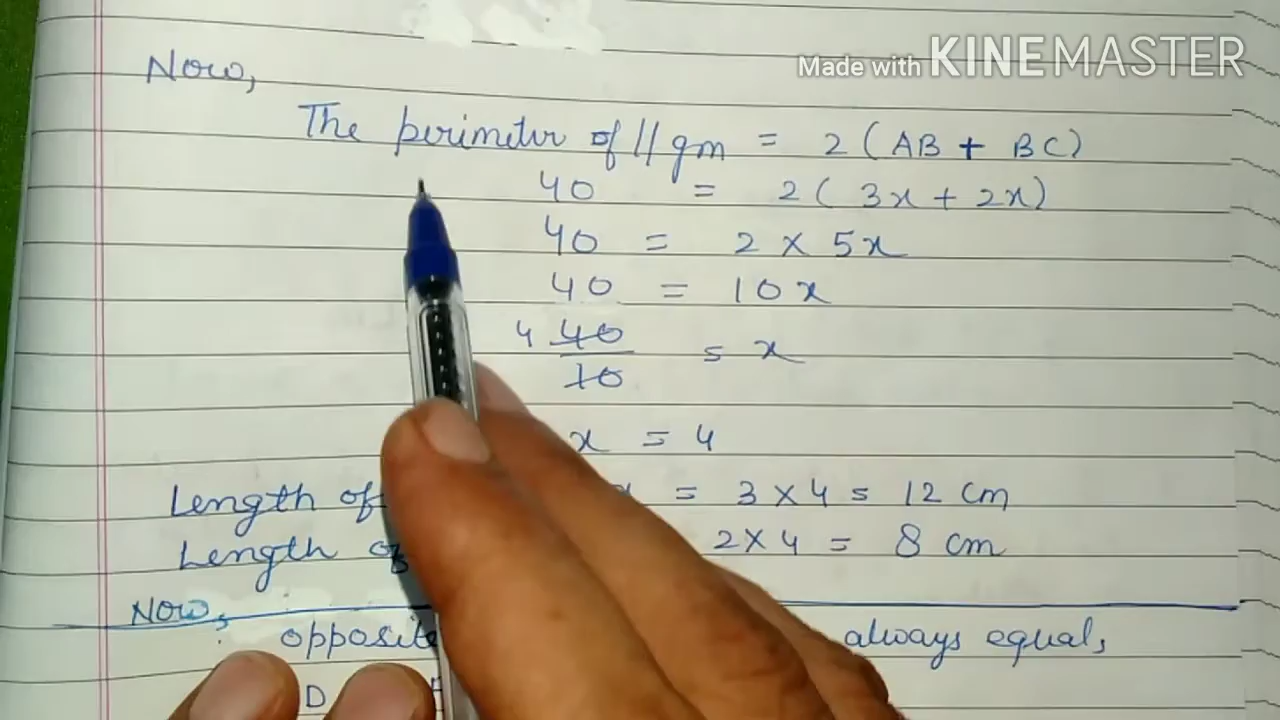 Made with KINEMASTER
Now,
The perimeter of //gm = 2 (AB + BC)
40 = 2 ( 3x + 2x)
40 = 2 × 5x
40 = 10x
4 40/10 = x
x = 4
Length of x = 3 × 4 = 12 cm
Length of 2×4 = 8 cm
Now,
opposite always equal,
D